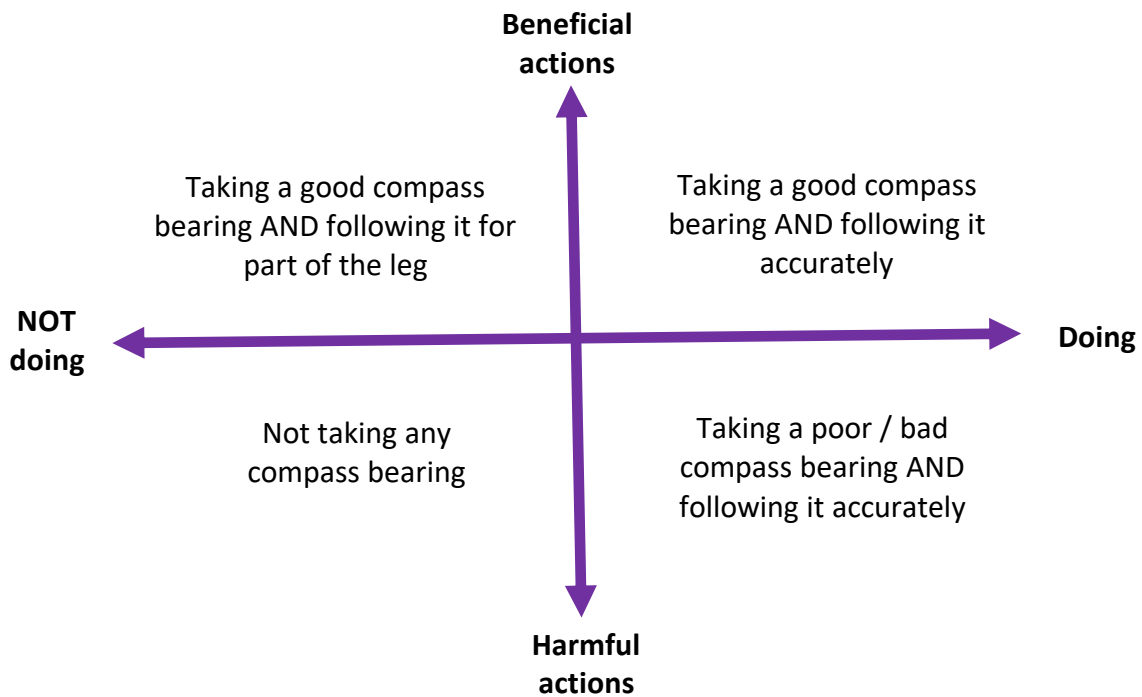 Beneficial
actions
Taking a good compass
bearing AND following it for
part of the leg
Taking a good compass
bearing AND following it
accurately
NOT
doing
Doing
Not taking any
compass bearing
Taking a poor / bad
compass bearing AND
following it accurately
Harmful
actions